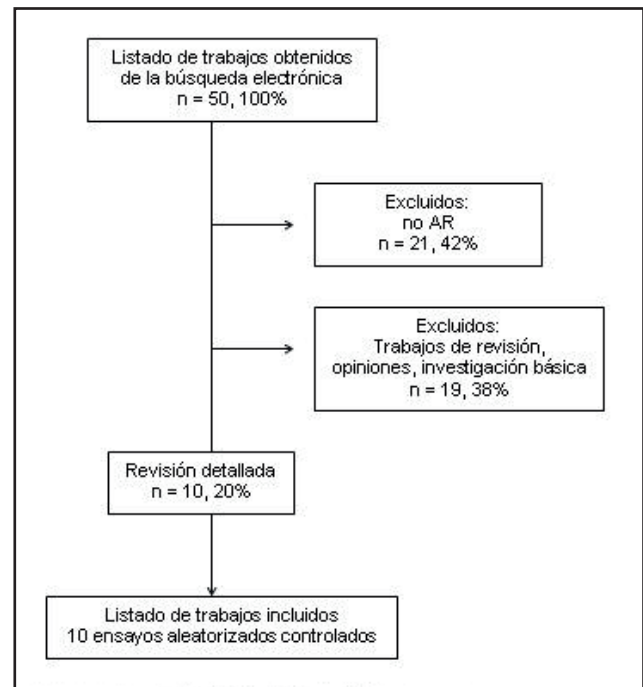 Listado de trabajos obtenidos
de la búsqueda electrónica
n = 50, 100%
Excluidos:
no AR
n = 21, 42%
Excluidos:
Trabajos de revisión,
opiniones, investigación básica
n = 19, 38%
Revisión detallada
n = 10, 20%
Listado de trabajos incluidos
10 ensayos aleatorizados controlados